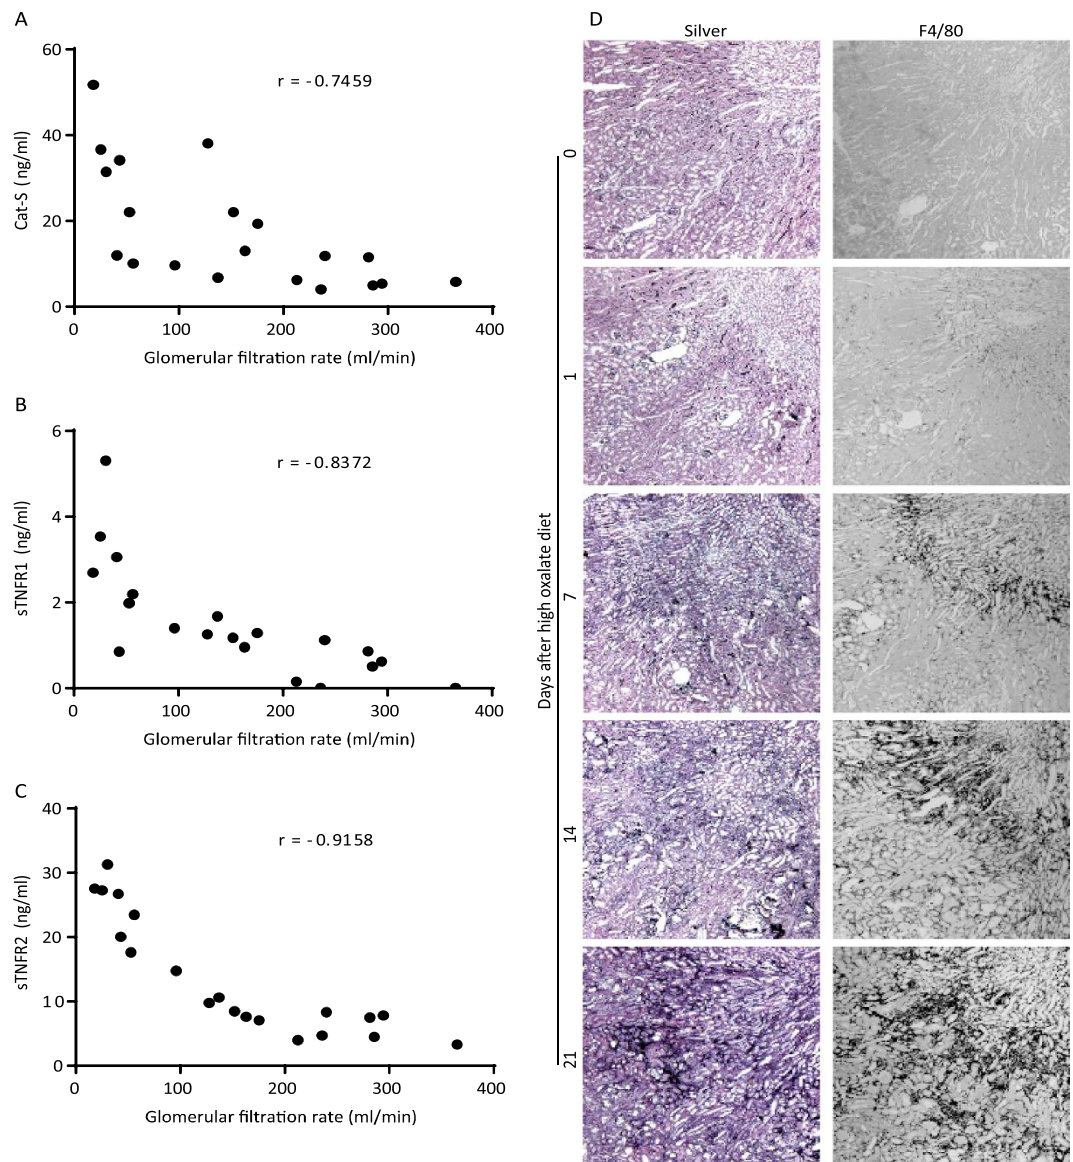 A
60
40
20
0
Cat-S (ng/ml)
r = -0.7459
0 100 200 300 400
Glomerular filtration rate (ml/min)
B
6
4
2
0
sTNFR1 (ng/ml)
r = -0.8372
0 100 200 300 400
Glomerular filtration rate (ml/min)
C
40
30
20
10
0
sTNFR2 (ng/ml)
r = -0.9158
0 100 200 300 400
Glomerular filtration rate (ml/min)
D
Silver F4/80
Days after high oxalate diet
0
1
7
14
21